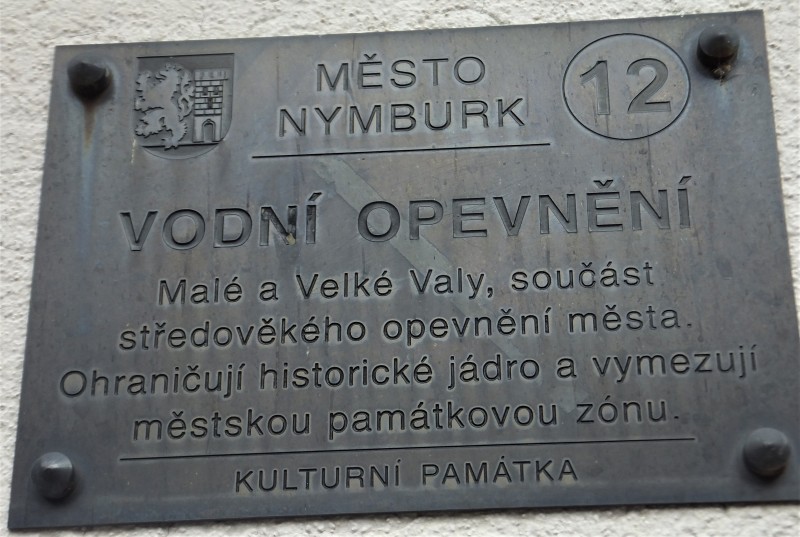 MĚSTO
NYMBURK
12
VODNÍ OPEVNĚNÍ
Malé a Velké Valy, součást
středověkého opevnění města.
Ohraničují historické jádro a vymezují
městskou památkovou zónu.
KULTURNÍ PAMÁTKA